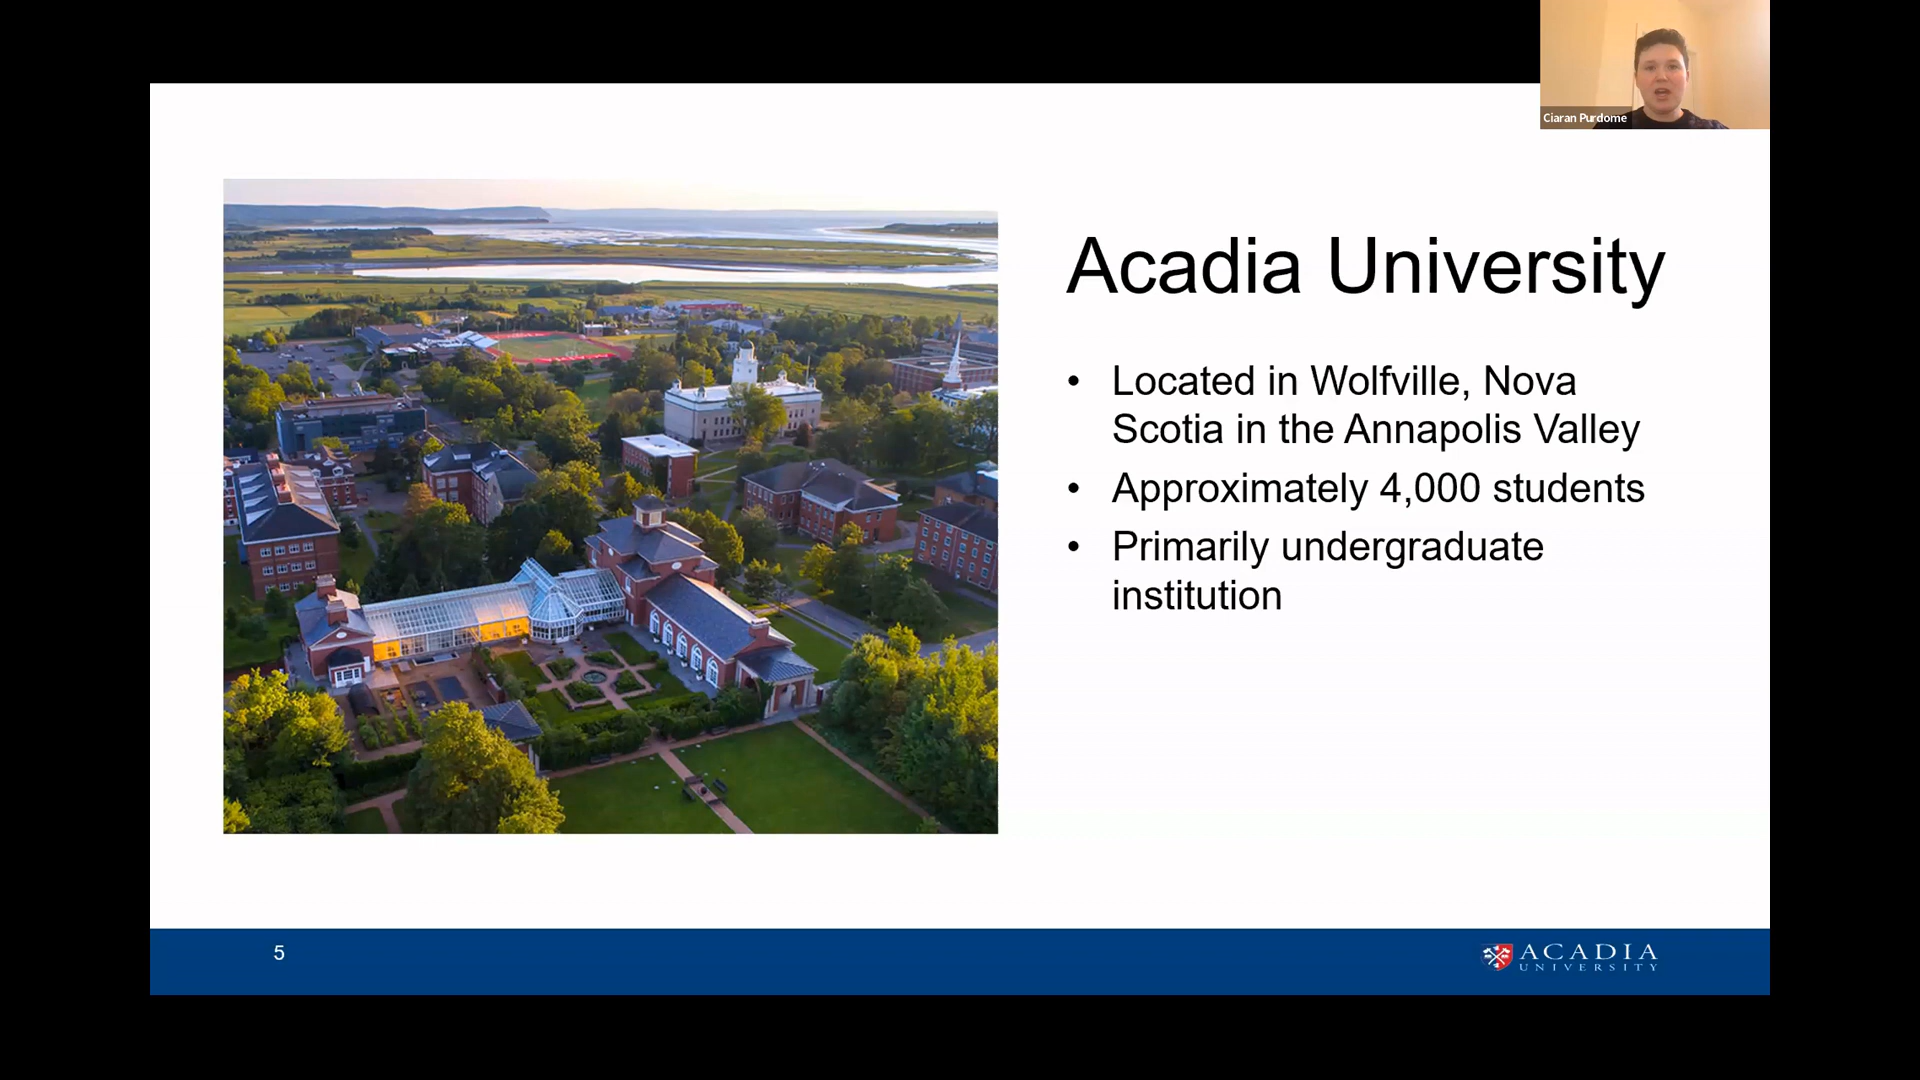 Ciaran Purdome
Acadia University
• Located in Wolfville, Nova
Scotia in the Annapolis Valley
• Approximately 4,000 students
• Primarily undergraduate
institution
5
ACADIA
UNIVERSITY